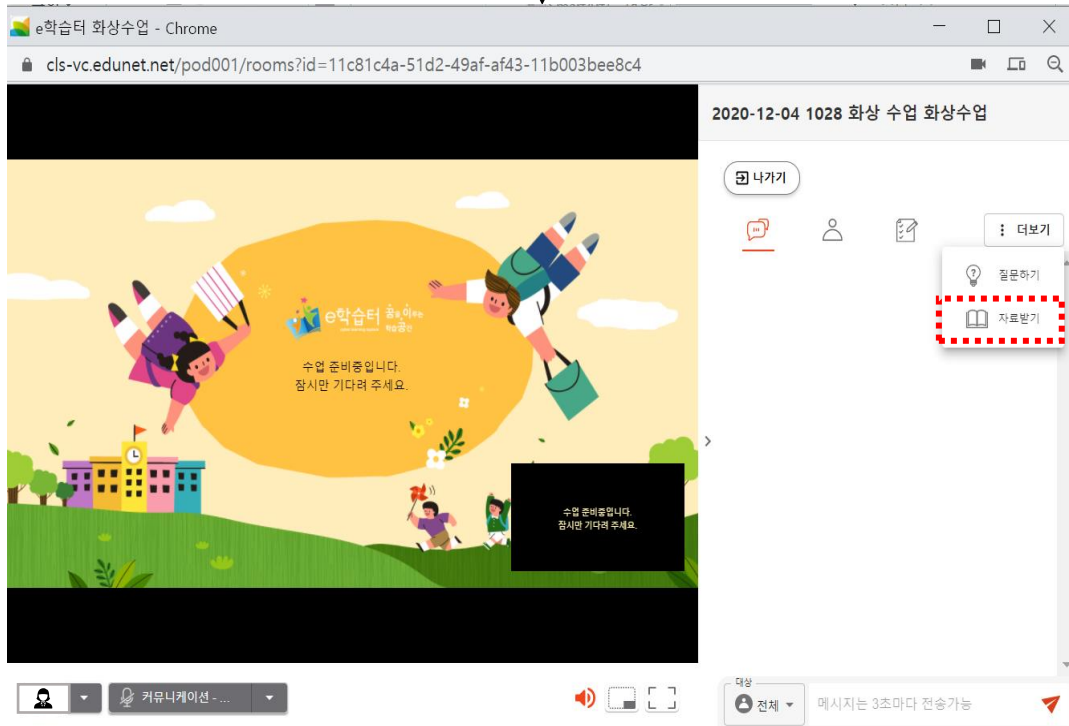 e학습터 화상수업 - Chrome
cls-vc.edunet.net/pod001/rooms?id=11c81c4a-51d2-49af-af43-11b003bee8c4
2020-12-04 1028 화상 수업 화상수업
나가기
더보기
질문하기
자료받기
e학습터
수업 준비중입니다.
잠시만 기다려 주세요.
수업 준비중입니다.
잠시만 기다려 주세요.
커뮤니케이션 - ...
대상
전체
메시지는 3초마다 전송가능